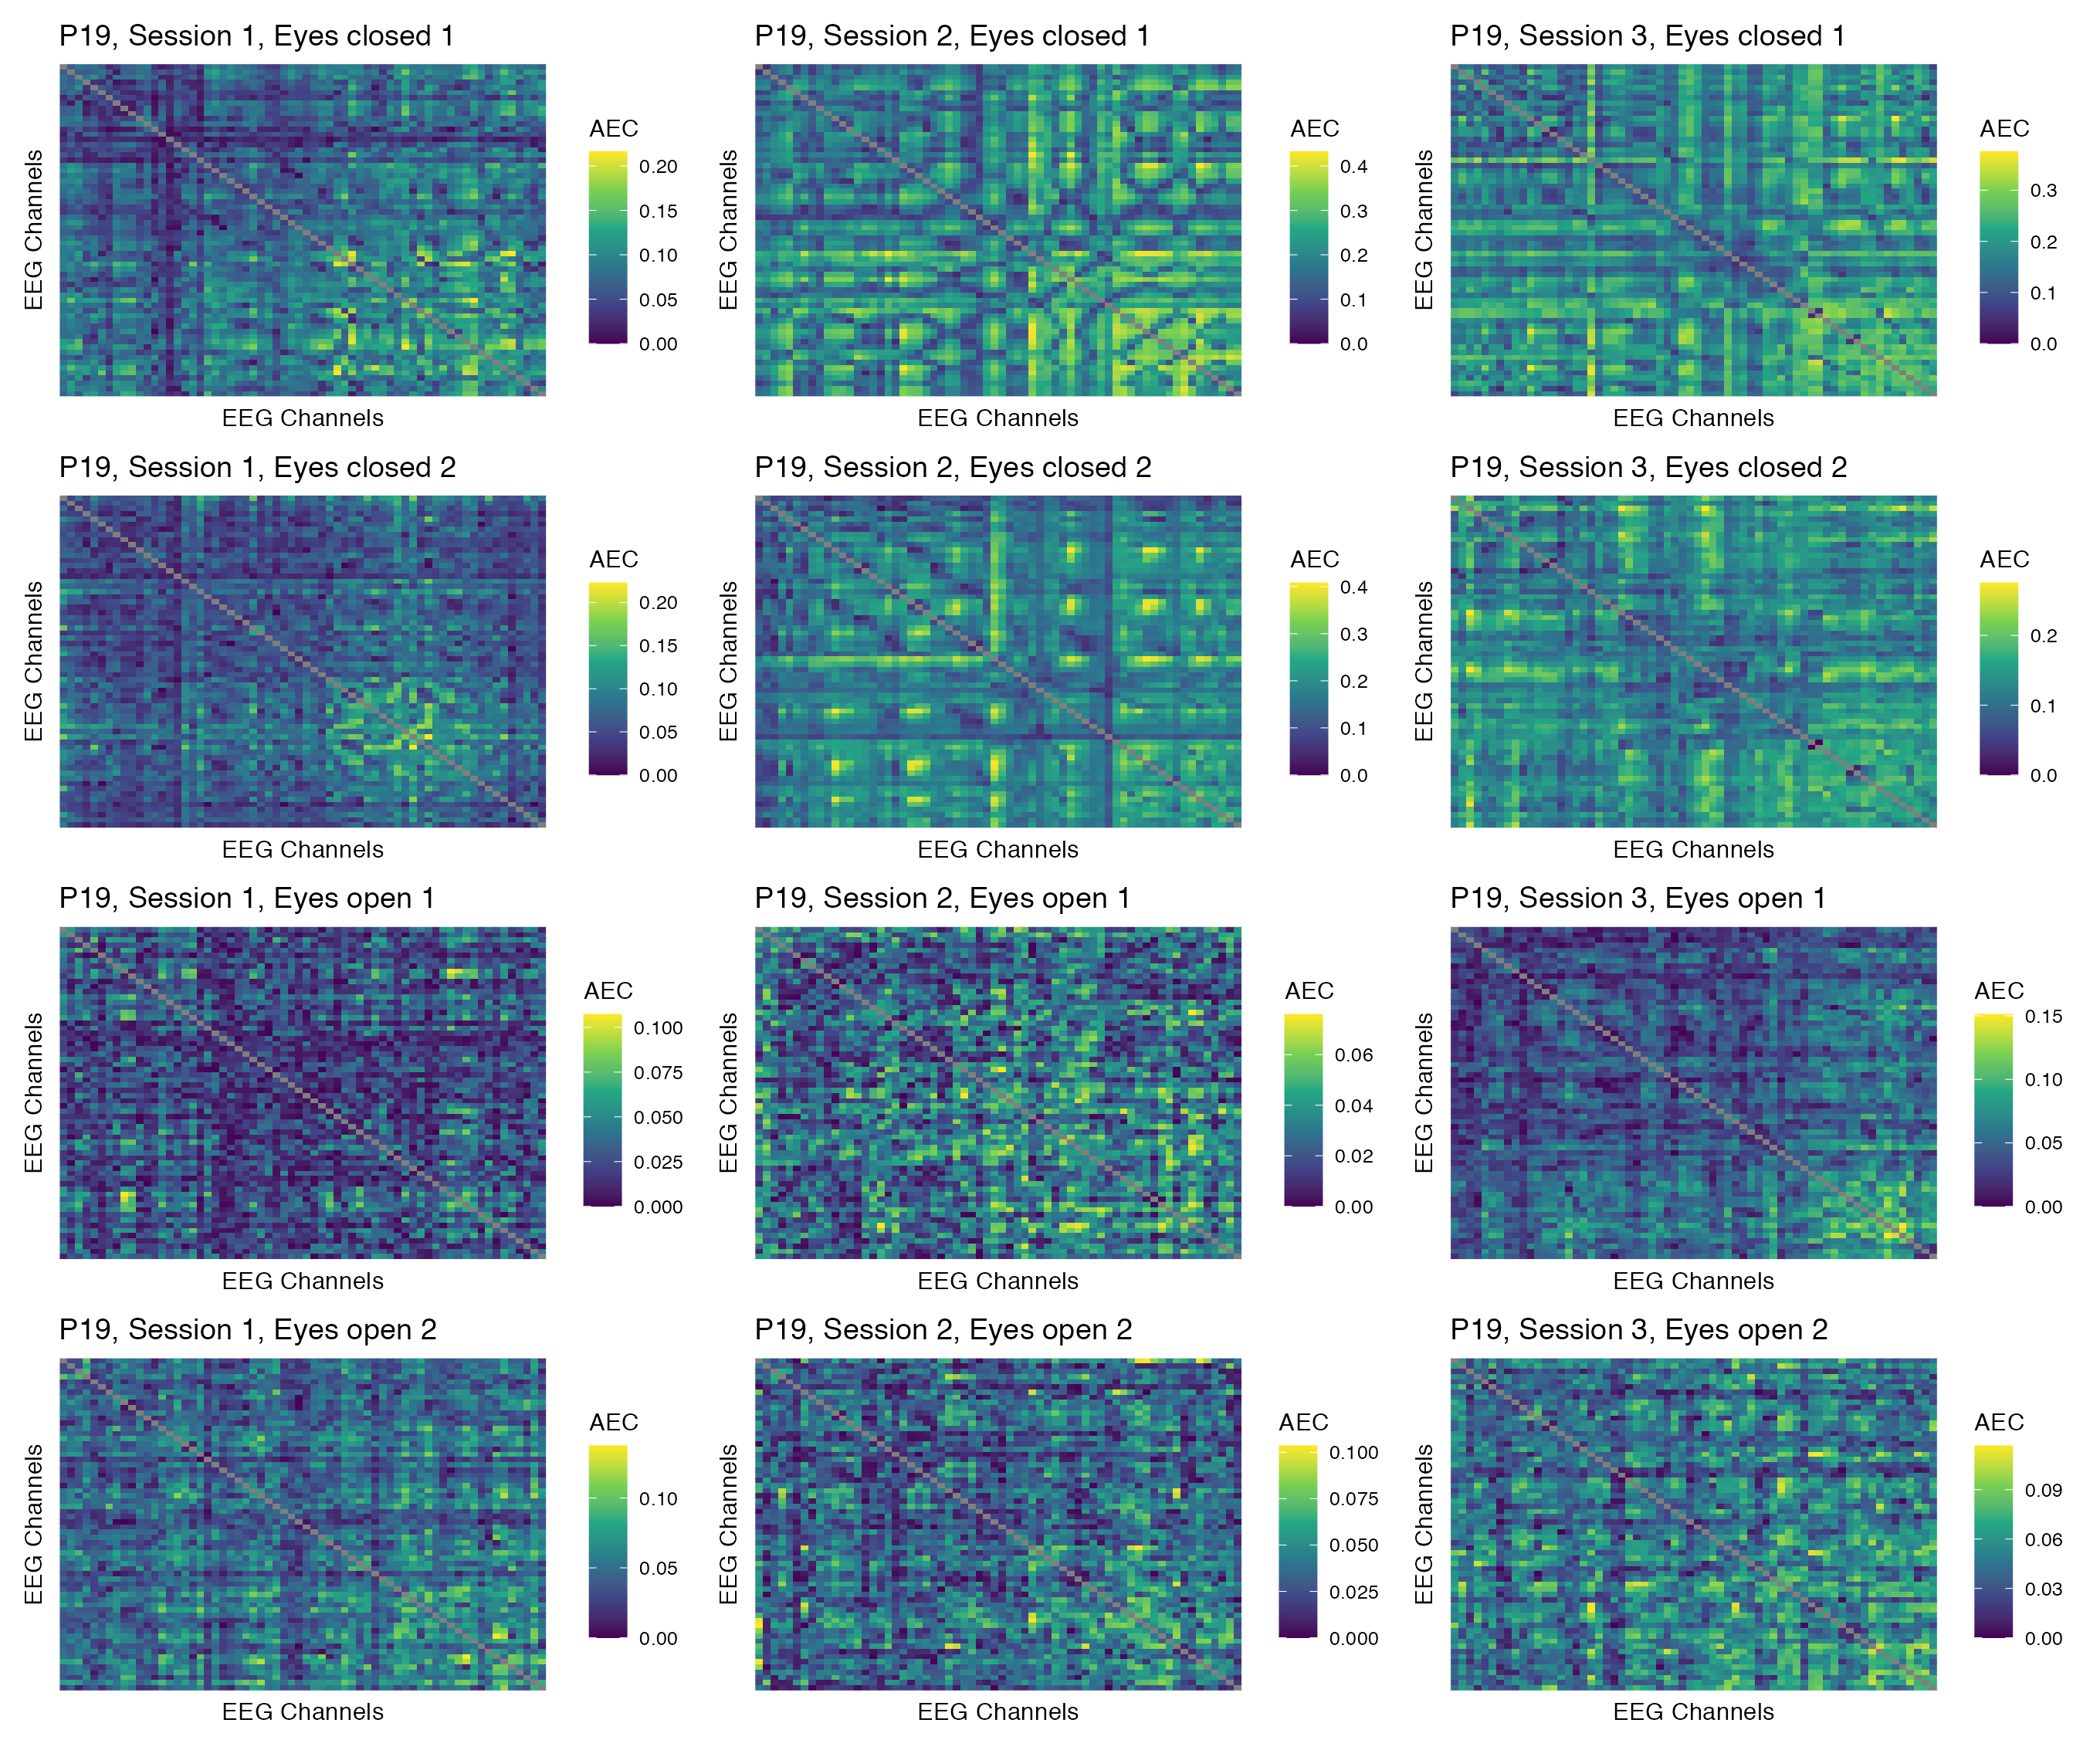 P19, Session 1, Eyes closed 1
EEG Channels
EEG Channels
AEC
0.20
0.15
0.10
0.05
0.00
P19, Session 2, Eyes closed 1
EEG Channels
EEG Channels
AEC
0.4
0.3
0.2
0.1
0.0
P19, Session 3, Eyes closed 1
EEG Channels
EEG Channels
AEC
0.3
0.2
0.1
0.0
P19, Session 1, Eyes closed 2
EEG Channels
EEG Channels
AEC
0.20
0.15
0.10
0.05
0.00
P19, Session 2, Eyes closed 2
EEG Channels
EEG Channels
AEC
0.4
0.3
0.2
0.1
0.0
P19, Session 3, Eyes closed 2
EEG Channels
EEG Channels
AEC
0.2
0.1
0.0
P19, Session 1, Eyes open 1
EEG Channels
EEG Channels
AEC
0.100
0.075
0.050
0.025
0.000
P19, Session 2, Eyes open 1
EEG Channels
EEG Channels
AEC
0.06
0.04
0.02
0.00
P19, Session 3, Eyes open 1
EEG Channels
EEG Channels
AEC
0.15
0.10
0.05
0.00
P19, Session 1, Eyes open 2
EEG Channels
EEG Channels
AEC
0.10
0.05
0.00
P19, Session 2, Eyes open 2
EEG Channels
EEG Channels
AEC
0.100
0.075
0.050
0.025
0.000
P19, Session 3, Eyes open 2
EEG Channels
EEG Channels
AEC
0.09
0.06
0.03
0.00